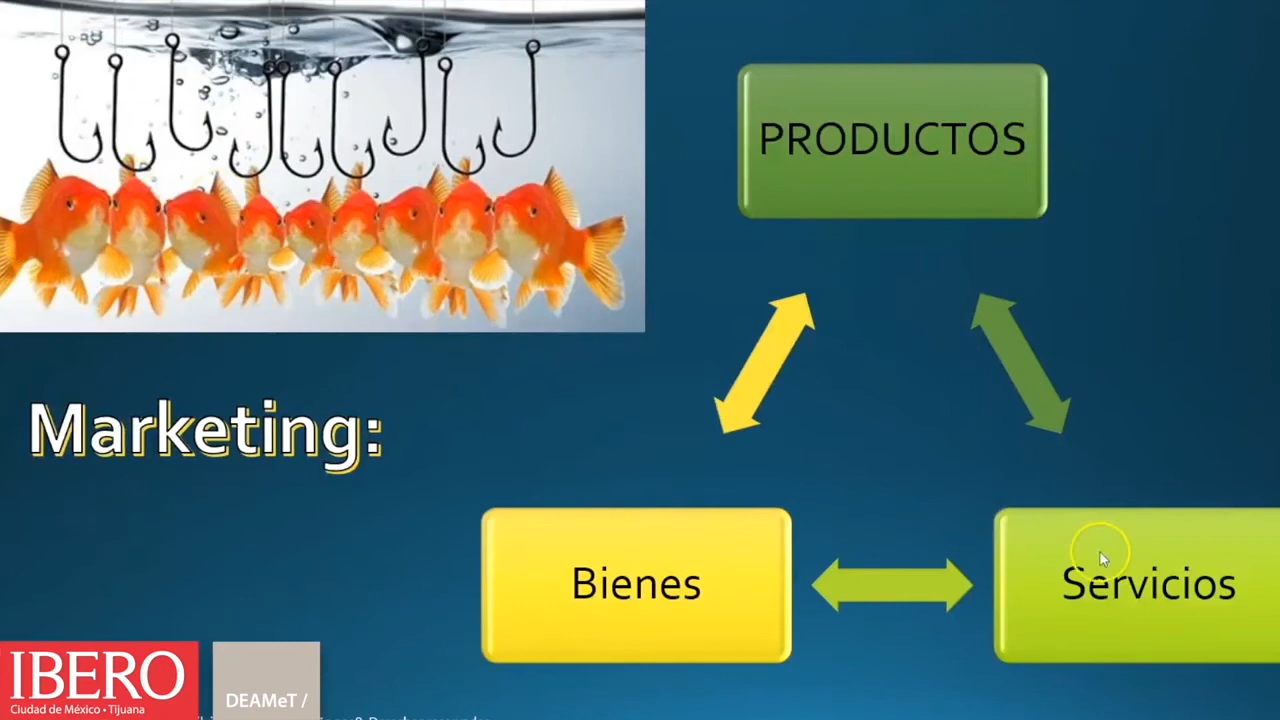 PRODUCTOS
Marketing:
Bienes
Servicios
IBERO
Ciudad de México • Tijuana
DEAMeT /